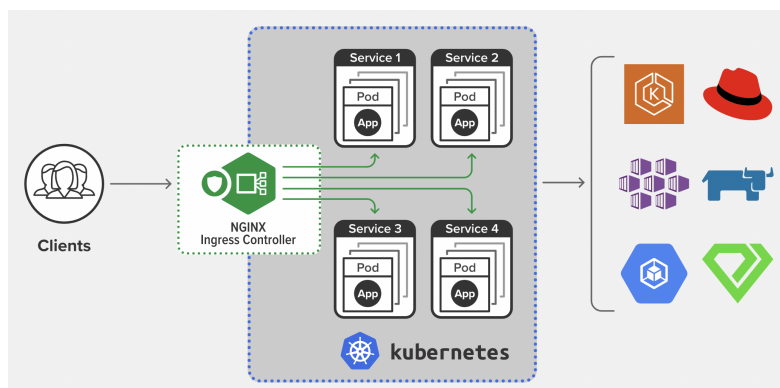 Clients
NGINX
Ingress Controller
Service 1
Pod
App
Service 2
Pod
App
Service 3
Pod
App
Service 4
Pod
App
kubernetes
K